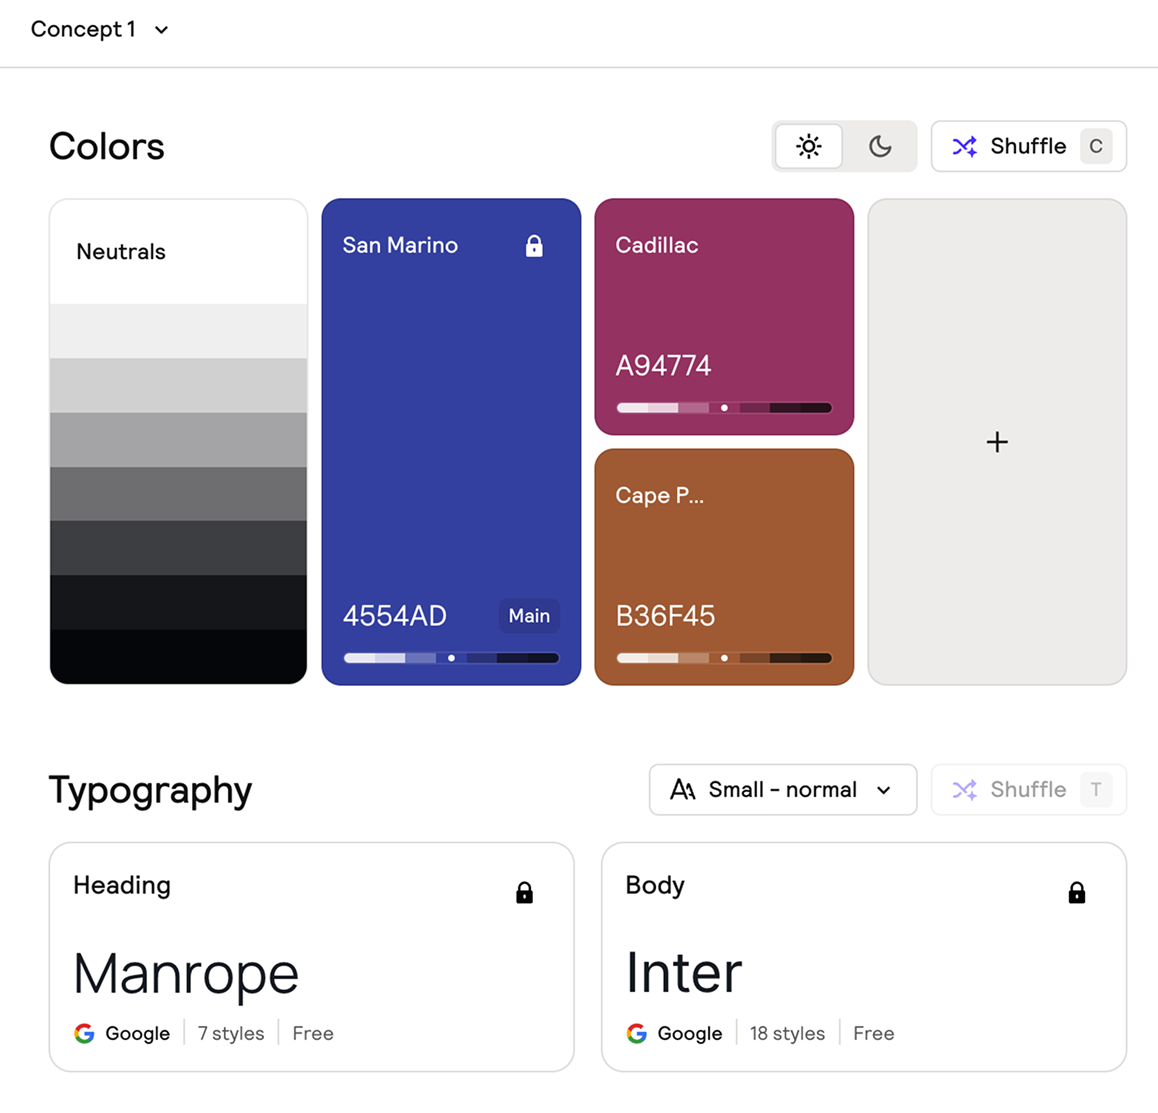 Concept 1
Colors
Shuffle C
Neutrals
San Marino
4554AD
Main
Cadillac
A94774
Cape P...
B36F45
+
Typography
AA Small - normal
Shuffle T
Heading
Manrope
G Google 7 styles Free
Body
Inter
G Google 18 styles Free